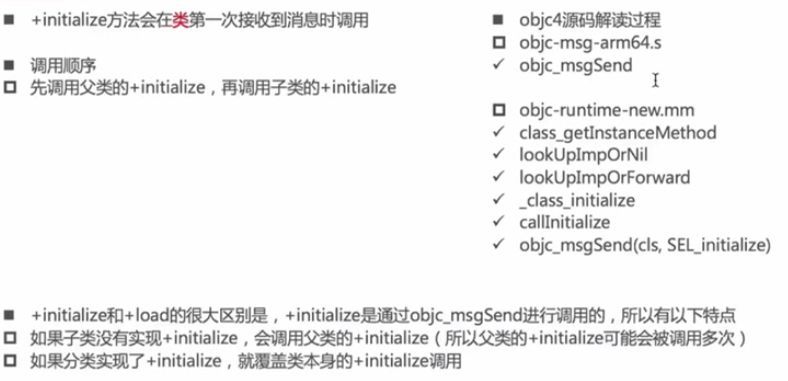 ■ +initialize方法会在类第一次接收到消息时调用
■ 调用顺序
□ 先调用父类的+initialize，再调用子类的+initialize
■ objc4源码解读过程
□ objc-msg-arm64.s
✓ objc_msgSend
□ objc-runtime-new.mm
✓ class_getInstanceMethod
✓ lookUpImpOrNil
✓ lookUpImpOrForward
✓ _class_initialize
✓ callInitialize
✓ objc_msgSend(cls, SEL_initialize)
■ +initialize和+load的很大区别是，+initialize是通过objc_msgSend进行调用的，所以有以下特点
□ 如果子类没有实现+initialize，会调用父类的+initialize（所以父类的+initialize可能会被调用多次）
□ 如果分类实现了+initialize，就覆盖类本身的+initialize调用